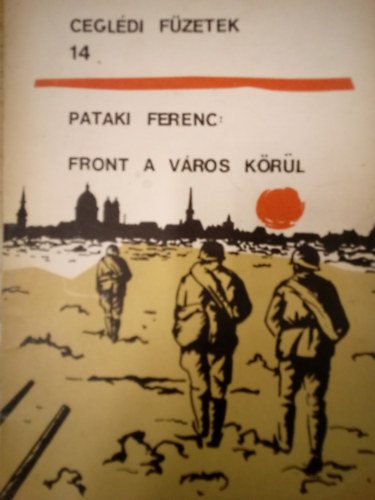 CEGLÉDI FÜZETEK
14
PATAKI FERENC:
FRONT A VÁROS KÖRÜL